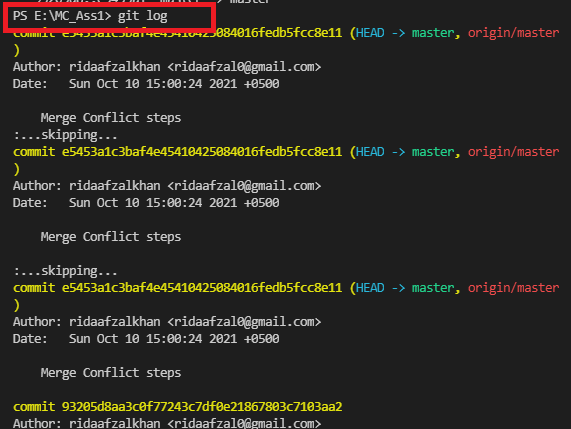 PS E:\MC_Ass1> git log
commit e5453a1c3baf4e45410425084016fedb5fcc8e11 (HEAD -> master, origin/master
)
Author: ridaafzalkhan <ridaafzal0@gmail.com>
Date:   Sun Oct 10 15:00:24 2021 +0500
    Merge Conflict steps
:...skipping...
commit e5453a1c3baf4e45410425084016fedb5fcc8e11 (HEAD -> master, origin/master
)
Author: ridaafzalkhan <ridaafzal0@gmail.com>
Date:   Sun Oct 10 15:00:24 2021 +0500
    Merge Conflict steps
:...skipping...
commit e5453a1c3baf4e45410425084016fedb5fcc8e11 (HEAD -> master, origin/master
)
Author: ridaafzalkhan <ridaafzal0@gmail.com>
Date:   Sun Oct 10 15:00:24 2021 +0500
    Merge Conflict steps
commit 93205d8aa3c0f77243c7df0e21867803c7103aa2
Author: ridaafzalkhan <ridaafzal0@gmail.com>